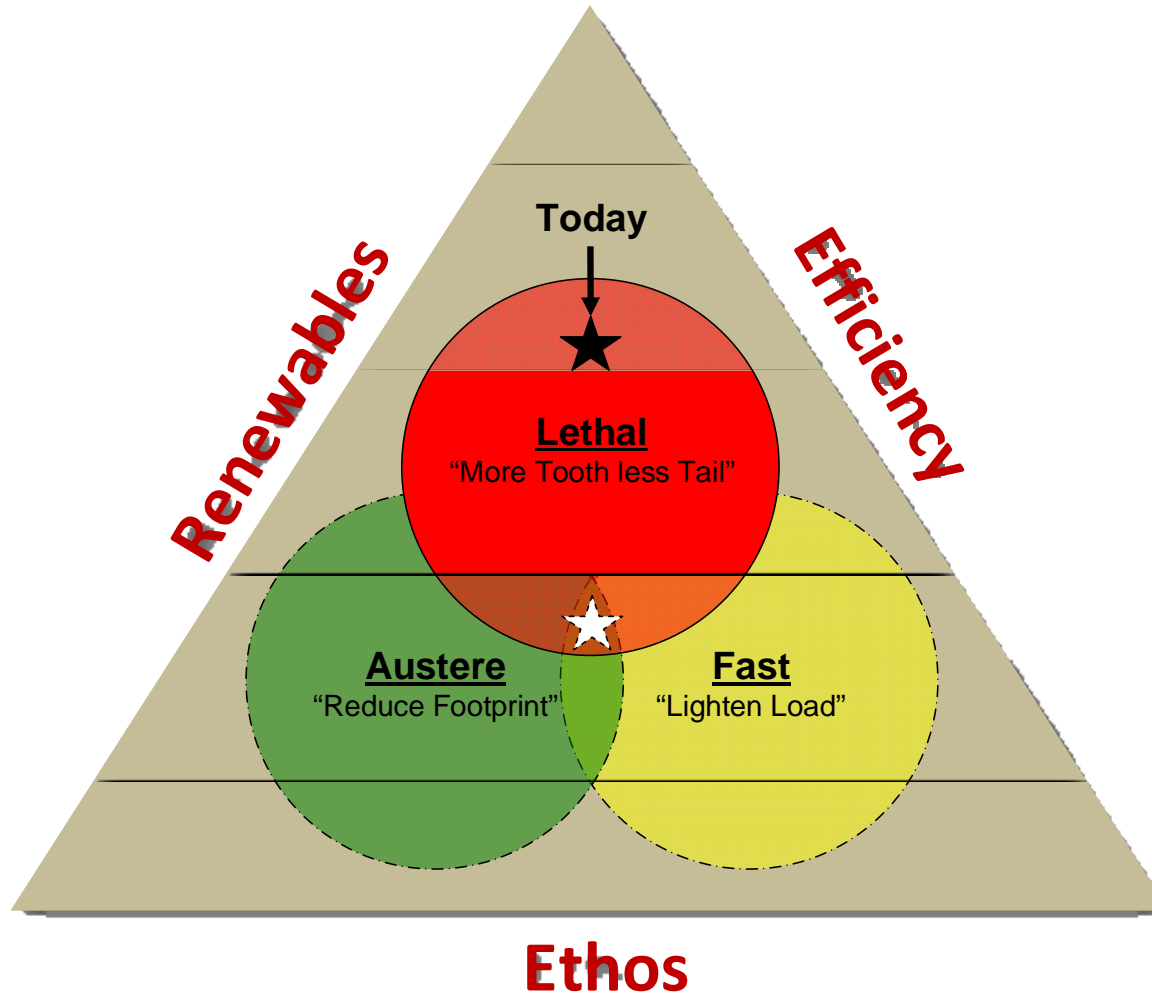 Today
Renewables
Efficiency
Lethal
“More Tooth less Tail”
Austere
“Reduce Footprint”
Fast
“Lighten Load”
Ethos